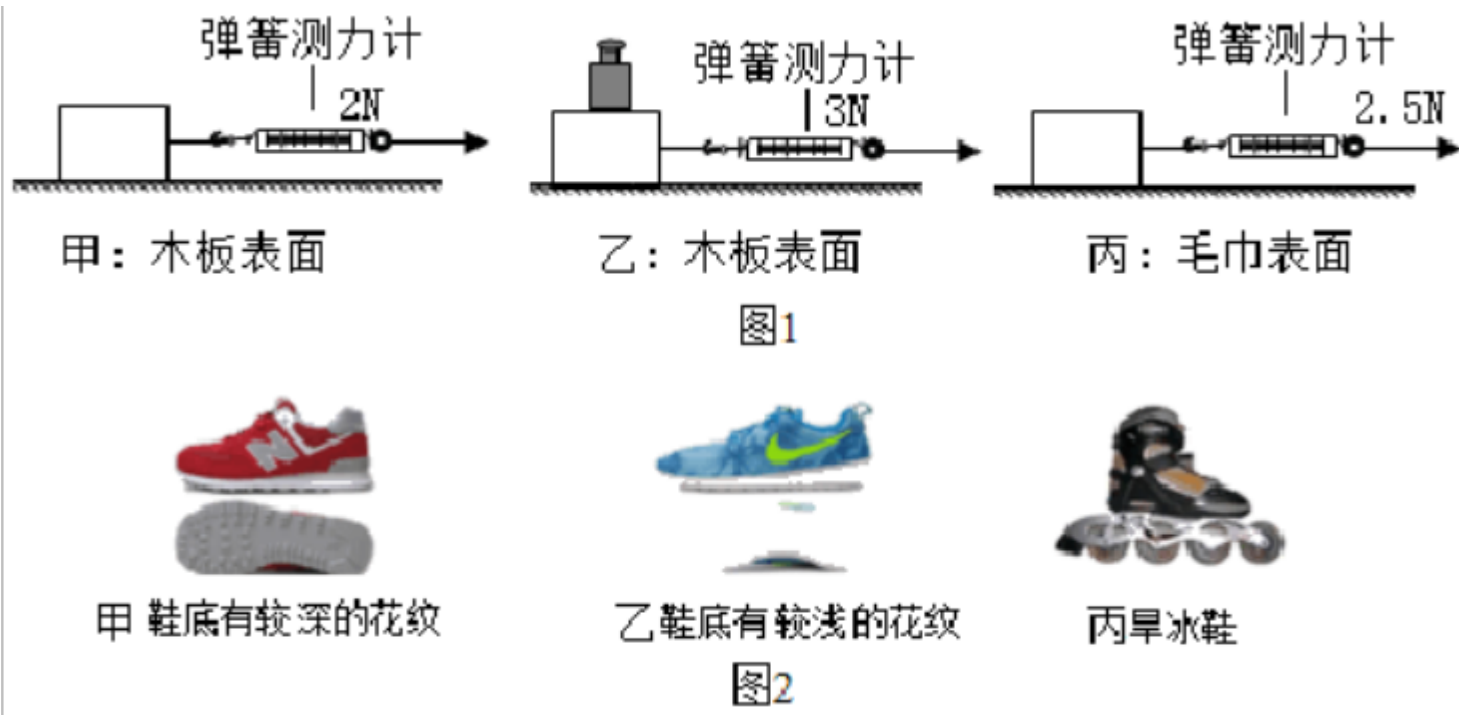 弹簧测力计 弹簧测力计 弹簧测力计
2N 3N 2.5N
甲：木板表面 乙：木板表面 丙：毛巾表面
图1
N
甲 鞋底有较深的花纹 乙鞋底有较浅的花纹 丙旱冰鞋
图2